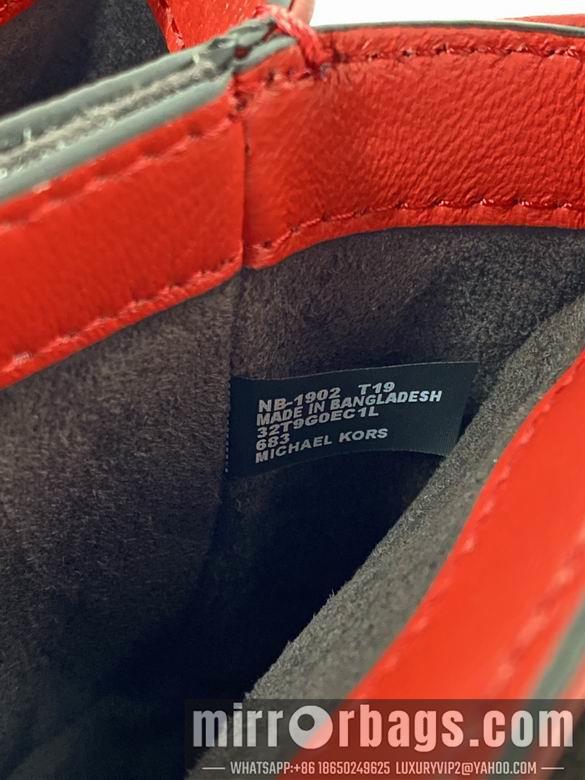 NB-1902 T19
MADE IN BANGLADESH
32T9G0EC1L
683
MICHAEL KORS
mirrorbags.com
WHATSAPP:+86 18650249625 LUXURYVIP2@YAHOO.COM